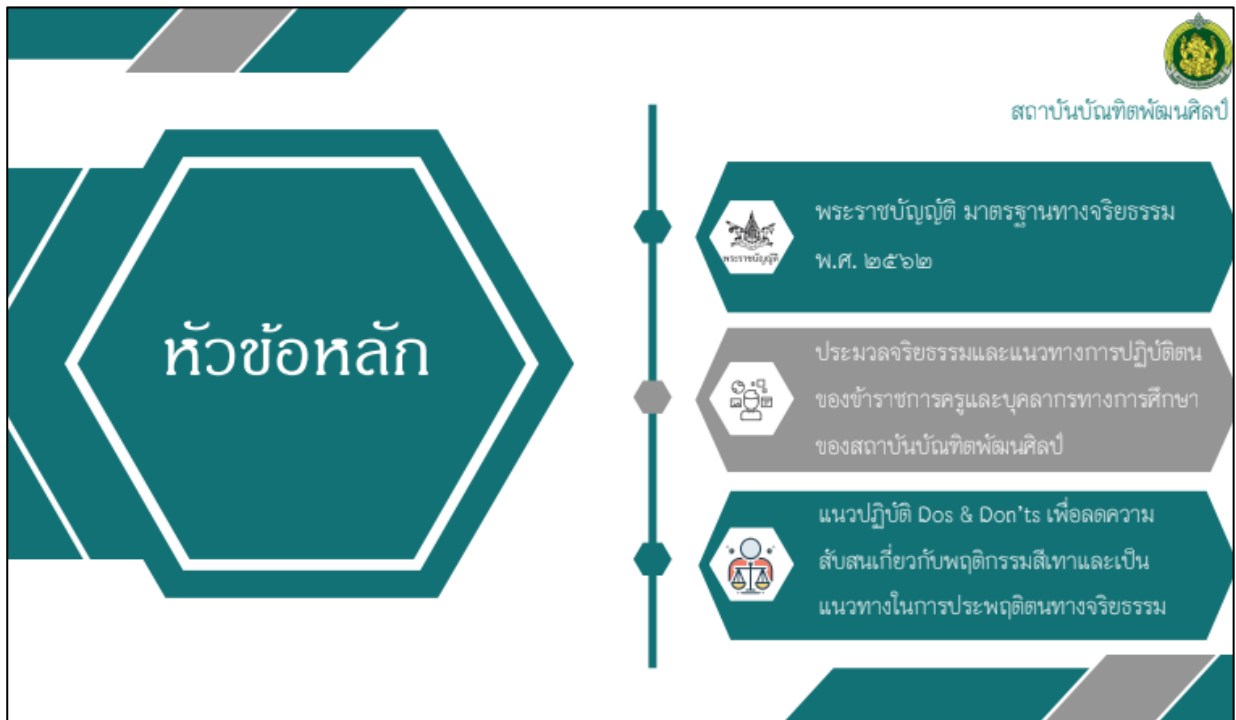 สถาบันบัณฑิตพัฒนศิลป์
หัวข้อหลัก
พระราชบัญญัติ
พระราชบัญญัติ มาตรฐานทางจริยธรรม
พ.ศ. ๒๕๖๒
ประมวลจริยธรรมและแนวทางการปฏิบัติตน
ของข้าราชการครูและบุคลากรทางการศึกษา
ของสถาบันบัณฑิตพัฒนศิลป์
แนวปฏิบัติ Dos & Don'ts เพื่อลดความ
สับสนเกี่ยวกับพฤติกรรมสีเทาและเป็น
แนวทางในการประพฤติตนทางจริยธรรม